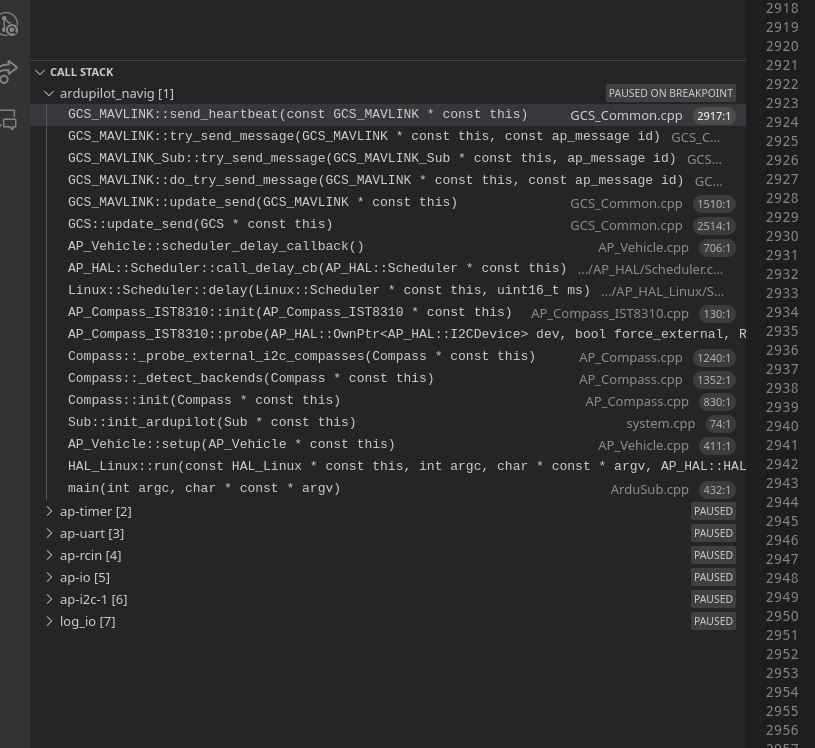 CALL STACK
ardupilot_navig [1] PAUSED ON BREAKPOINT
GCS_MAVLINK::send_heartbeat(const GCS_MAVLINK * const this) GCS_Common.cpp 2917:1
GCS_MAVLINK::try_send_message(GCS_MAVLINK * const this, const ap_message id) GCS_C...
GCS_MAVLINK_Sub::try_send_message(GCS_MAVLINK_Sub * const this, ap_message id) GCS...
GCS_MAVLINK::do_try_send_message(GCS_MAVLINK * const this, const ap_message id) GC...
GCS_MAVLINK::update_send(GCS_MAVLINK * const this) GCS_Common.cpp 1510:1
GCS::update_send(GCS * const this) GCS_Common.cpp 2514:1
AP_Vehicle::scheduler_delay_callback() AP_Vehicle.cpp 706:1
AP_HAL::Scheduler::call_delay_cb(AP_HAL::Scheduler * const this) .../AP_HAL/Scheduler.c...
Linux::Scheduler::delay(Linux::Scheduler * const this, uint16_t ms) .../AP_HAL_Linux/S...
AP_Compass_IST8310::init(AP_Compass_IST8310 * const this) AP_Compass_IST8310.cpp 130:1
AP_Compass_IST8310::probe(AP_HAL::OwnPtr<AP_HAL::I2CDevice> dev, bool force_external, R
Compass::_probe_external_i2c_compasses(Compass * const this) AP_Compass.cpp 1240:1
Compass::_detect_backends(Compass * const this) AP_Compass.cpp 1352:1
Compass::init(Compass * const this) AP_Compass.cpp 830:1
Sub::init_ardupilot(Sub * const this) system.cpp 74:1
AP_Vehicle::setup(AP_Vehicle * const this) AP_Vehicle.cpp 411:1
HAL_Linux::run(const HAL_Linux * const this, int argc, char * const * argv, AP_HAL::HAL
main(int argc, char * const * argv) ArduSub.cpp 432:1
ap-timer [2] PAUSED
ap-uart [3] PAUSED
ap-rcin [4] PAUSED
ap-io [5] PAUSED
ap-i2c-1 [6] PAUSED
log_io [7] PAUSED
2918
2919
2920
2921
2922
2923
2924
2925
2926
2927
2928
2929
2930
2931
2932
2933
2934
2935
2936
2937
2938
2939
2940
2941
2942
2943
2944
2945
2946
2947
2948
2949
2950
2951
2952
2953
2954
2955
2956